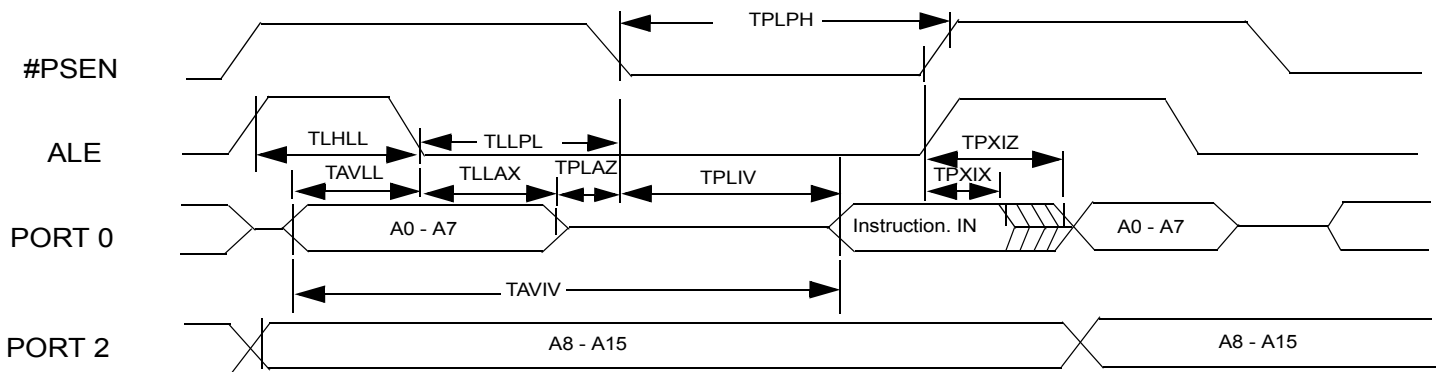 TPLPH
#PSEN
ALE
TLHLL
TLLPL
TPXIZ
TAVLL
TLLAX
TPLAZ
TPLIV
TPXIX
PORT 0
A0 - A7
Instruction. IN
A0 - A7
TAVIV
PORT 2
A8 - A15
A8 - A15